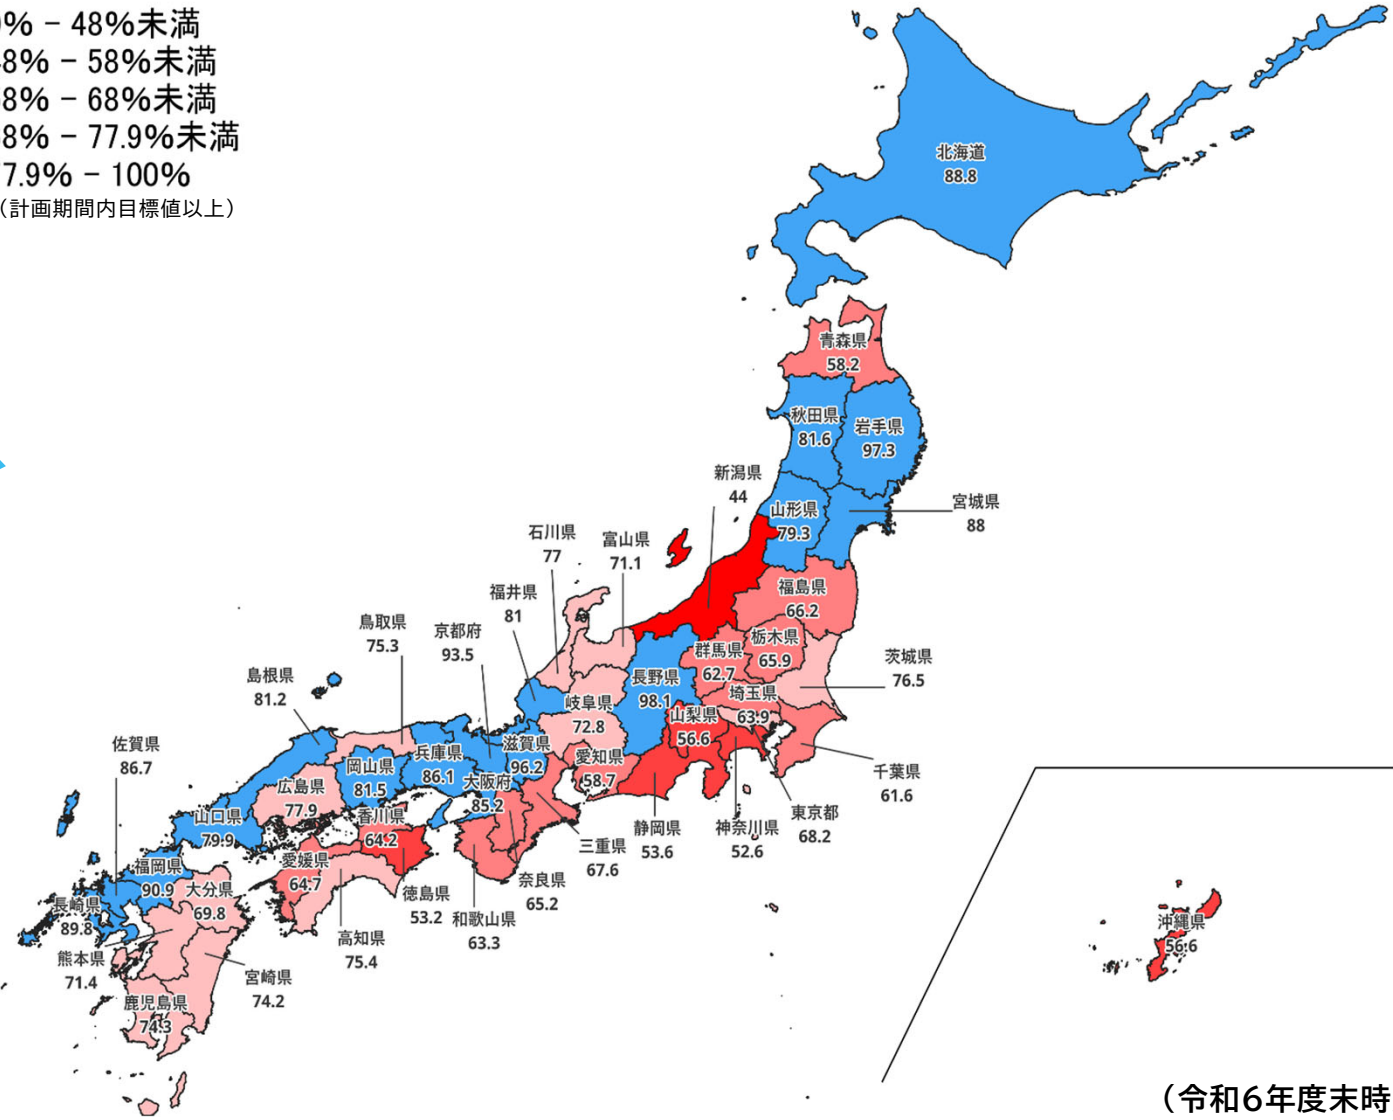 0% − 48%未満
48% − 58%未満
58% − 68%未満
68% − 77.9%未満
77.9% − 100%
（計画期間内目標値以上）
北海道
88.8
青森県
58.2
秋田県
81.6
岩手県
97.3
新潟県
44
山形県
79.3
宮城県
88
石川県
77
富山県
71.1
福島県
66.2
福井県
81
鳥取県
75.3
京都府
93.5
群馬県
62.7
栃木県
65.9
茨城県
76.5
島根県
81.2
長野県
98.1
埼玉県
63.9
岐阜県
72.8
山梨県
56.6
佐賀県
86.7
兵庫県
86.1
滋賀県
96.2
岡山県
81.5
愛知県
58.7
広島県
77.9
大阪府
85.2
千葉県
61.6
山口県
79.9
香川県
64.2
静岡県
53.6
神奈川県
52.6
東京都
68.2
三重県
67.6
福岡県
90.9
愛媛県
64.7
大分県
69.8
奈良県
65.2
徳島県
53.2
和歌山県
63.3
長崎県
89.8
高知県
75.4
沖縄県
56.6
熊本県
71.4
宮崎県
74.2
鹿児島県
74.3
（令和6年度末時